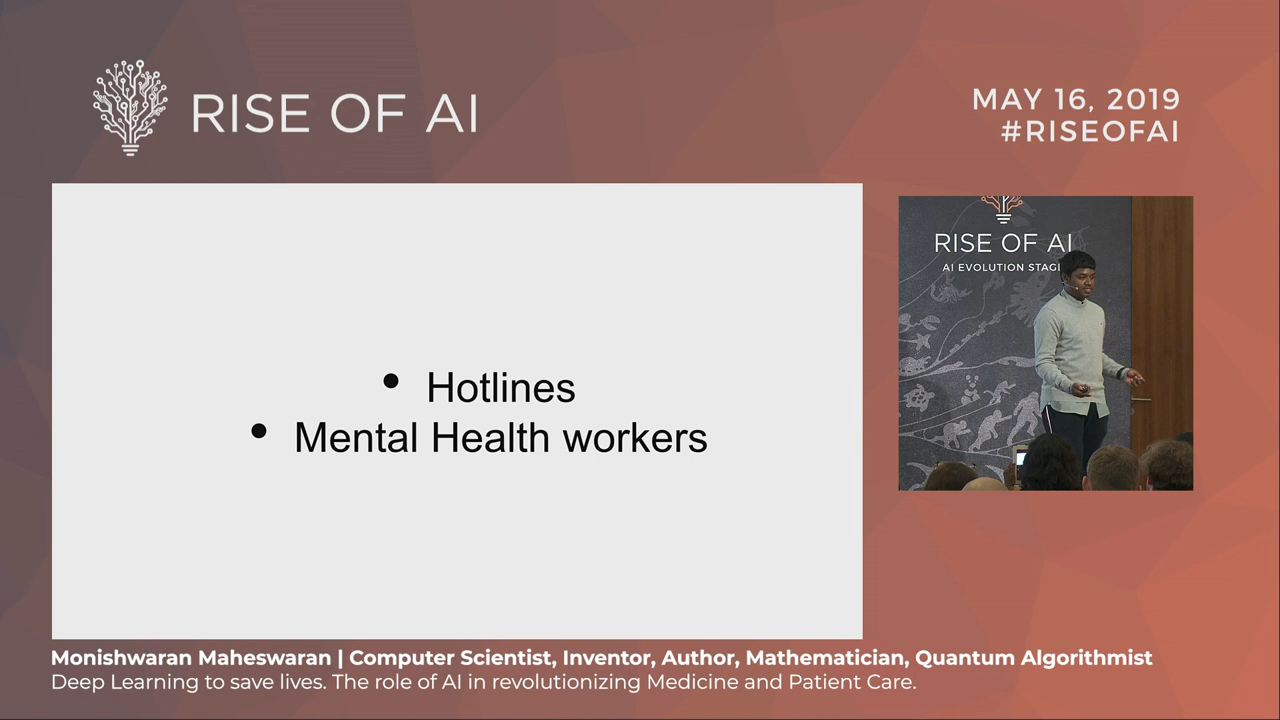 RISE OF AI
MAY 16, 2019
#RISEOFAI
• Hotlines
• Mental Health workers
RISE OF AI
AI EVOLUTION STAG
Monishwaran Maheswaran | Computer Scientist, Inventor, Author, Mathematician, Quantum Algorithmist
Deep Learning to save lives. The role of AI in revolutionizing Medicine and Patient Care.